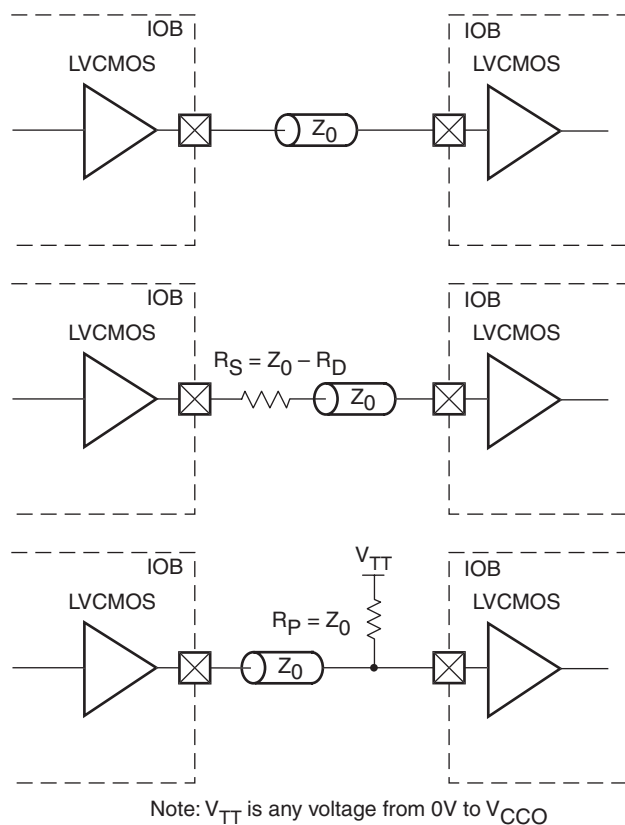 IOB
IOB
LVCMOS
LVCMOS
Z0
IOB
IOB
LVCMOS
LVCMOS
RS = Z0 – RD
Z0
IOB
IOB
VTT
LVCMOS
LVCMOS
RP = Z0
Z0
Note: VTT is any voltage from 0V to VCCO